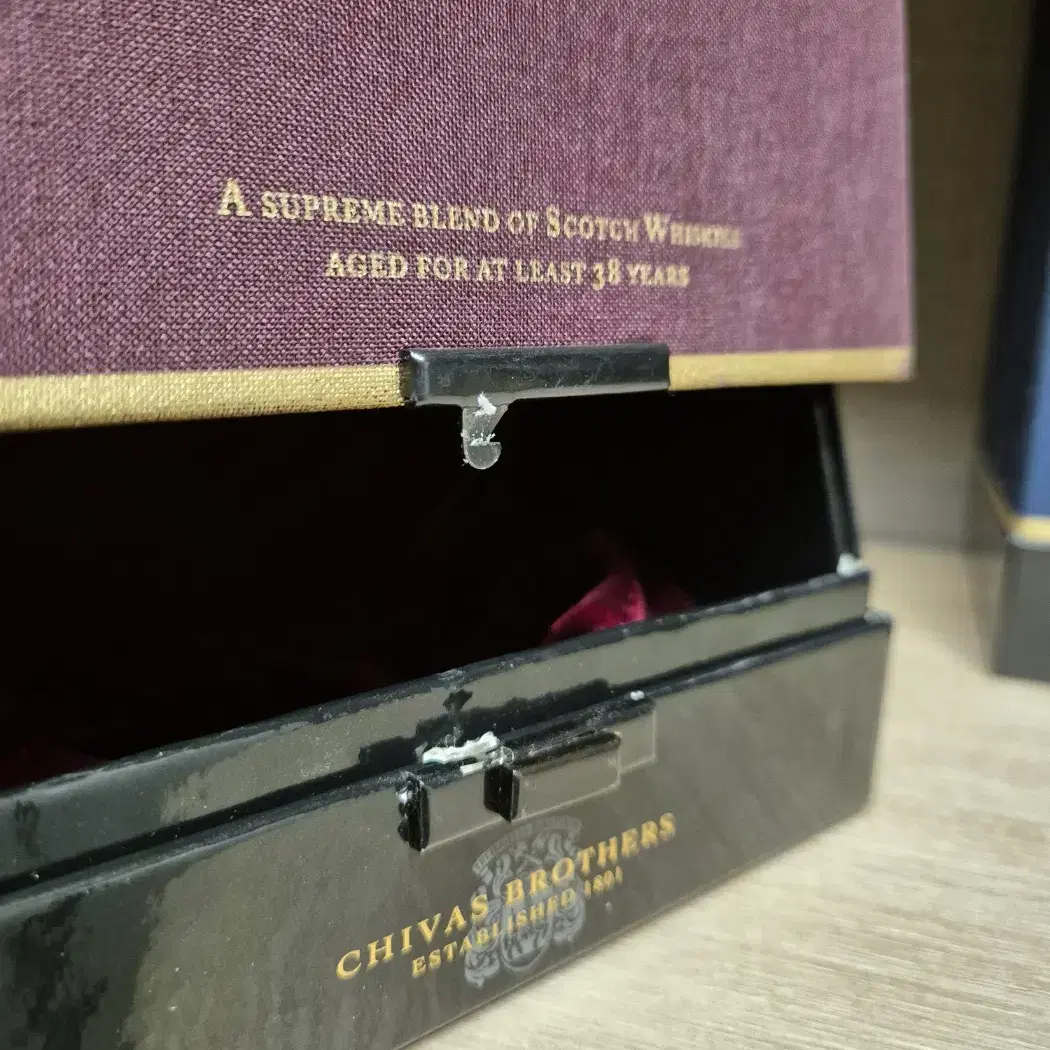 A SUPREME BLEND OF SCOTCH WHISKIES
AGED FOR AT LEAST 38 YEARS
CHIVAS BROTHERS
ESTABLISHED 1801